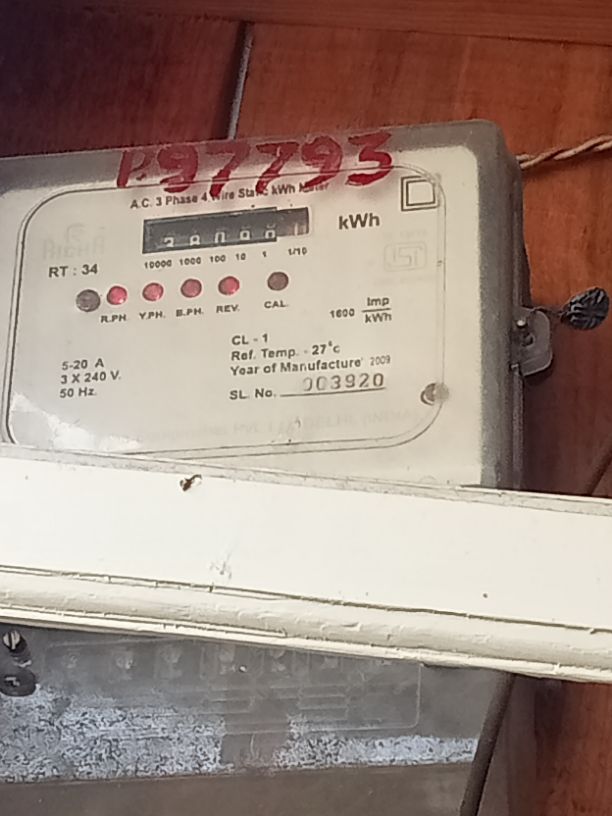 P97793
A.C. 3 Phase 4 Wire Static kWh Meter
kWh
10000 1000 100 10 1 1/10
RT : 34
R.PH. Y.PH. B.PH. REV. CAL.
1600 Imp
kWh
CL - 1
Ref. Temp. - 27°c
Year of Manufacture 2009
SL. No. 003920
5-20 A
3 X 240 V.
50 Hz.
ISI